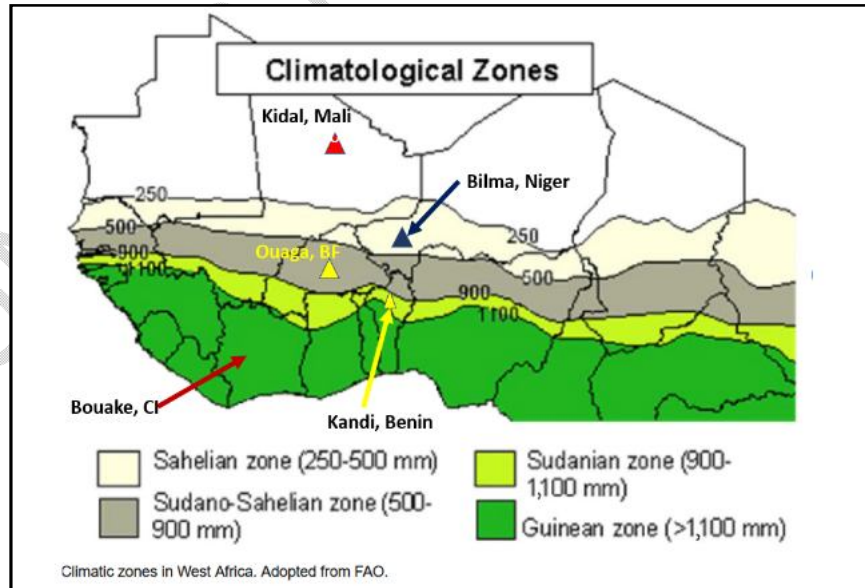 Climatological Zones
Kidal, Mali
Bilma, Niger
250
250
500
500
Ouaga, BF
900
1100
900
1100
Bouake, CI
Kandi, Benin
Sahelian zone (250-500 mm)
Sudano-Sahelian zone (500-
900 mm)
Sudanian zone (900-
1,100 mm)
Guinean zone (>1,100 mm)
Climatic zones in West Africa. Adopted from FAO.